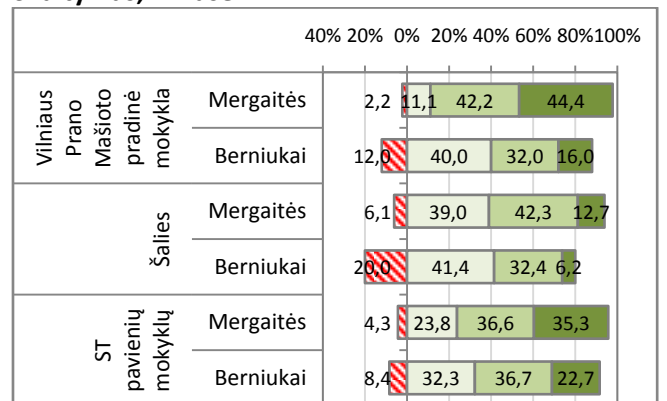 40% 20% 0% 20% 40% 60% 80%100%
Vilniaus
Prano
Mašioto
pradinė
mokykla
Mergaitės 2,2 11,1 42,2 44,4
Berniukai 12,0 40,0 32,0 16,0
Šalies
Mergaitės 6,1 39,0 42,3 12,7
Berniukai 20,0 41,4 32,4 6,2
ST
pavienių
mokyklų
Mergaitės 4,3 23,8 36,6 35,3
Berniukai 8,4 32,3 36,7 22,7